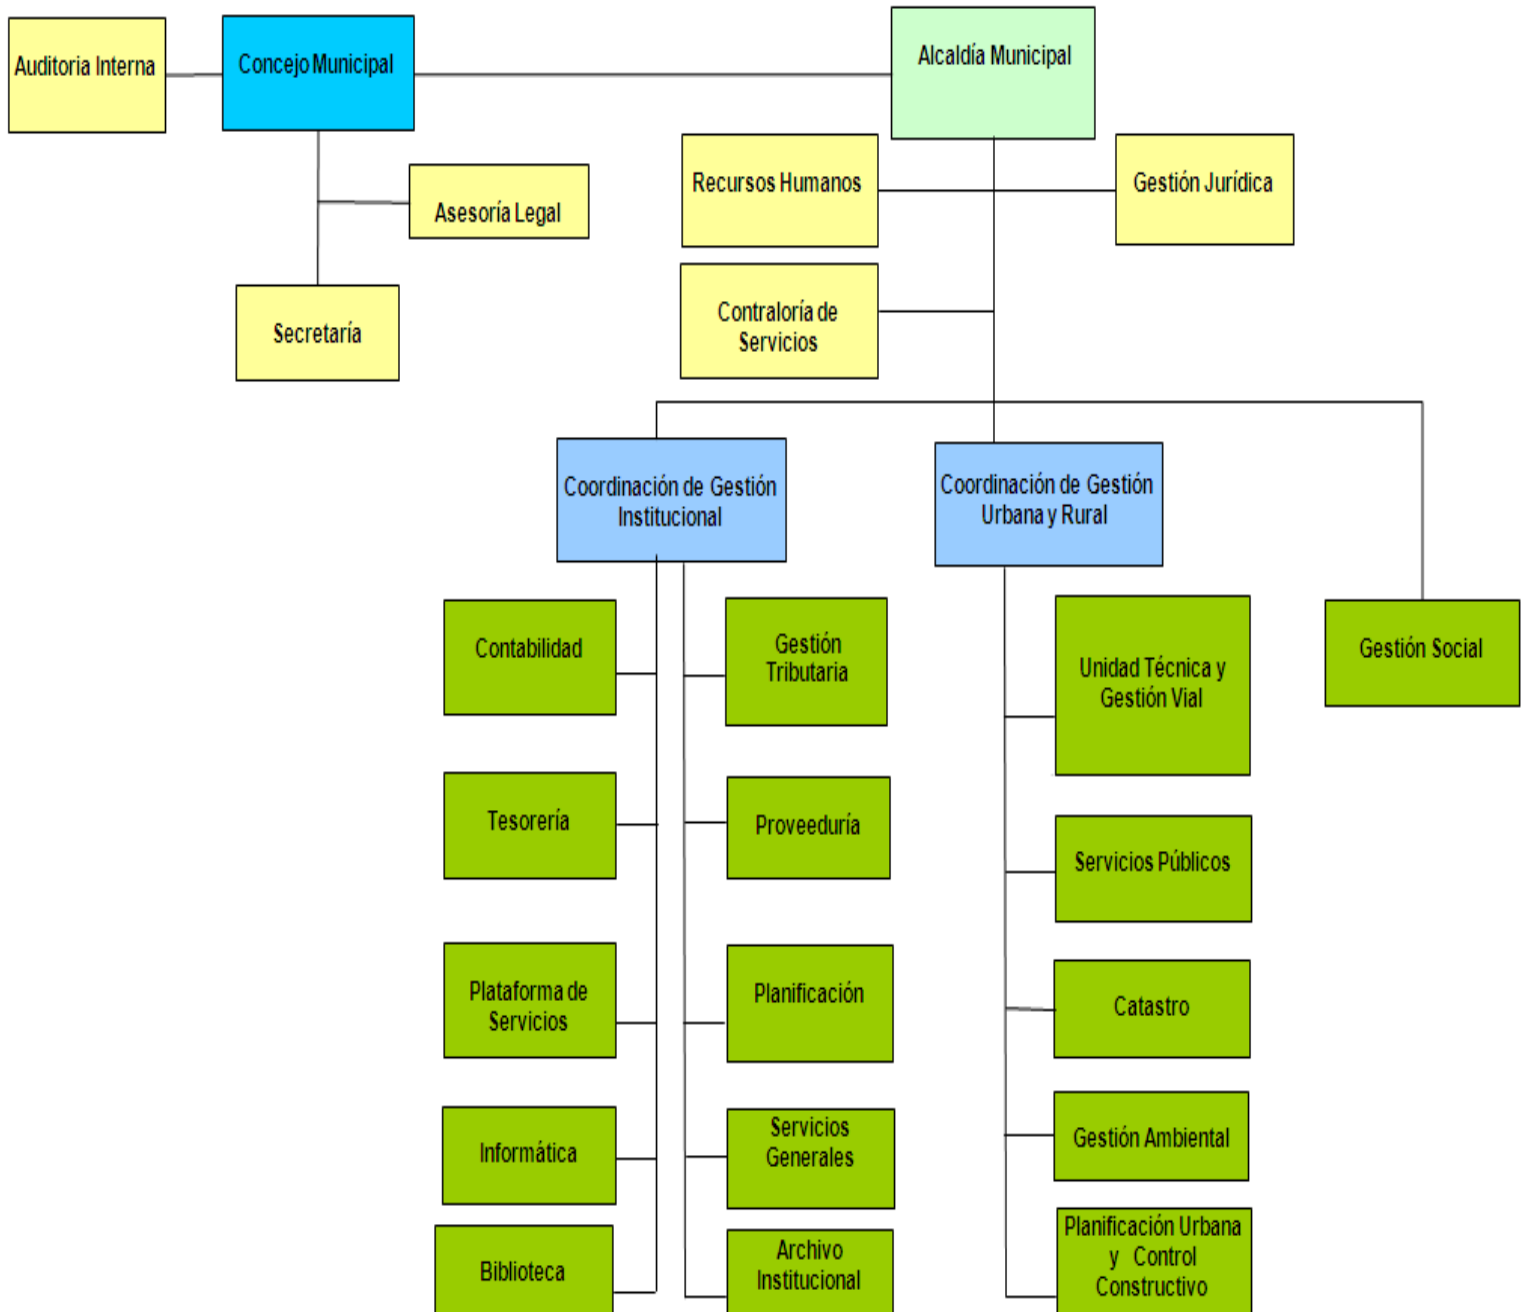 Auditoria Interna
Concejo Municipal
Alcaldía Municipal
Recursos Humanos
Gestión Jurídica
Asesoría Legal
Contraloría de
Servicios
Secretaría
Coordinación de Gestión
Institucional
Coordinación de Gestión
Urbana y Rural
Contabilidad
Gestión
Tributaria
Unidad Técnica y
Gestión Vial
Gestión Social
Tesorería
Proveeduría
Servicios Públicos
Plataforma de
Servicios
Planificación
Catastro
Informática
Servicios
Generales
Gestión Ambiental
Biblioteca
Archivo
Institucional
Planificación Urbana
y Control
Constructivo